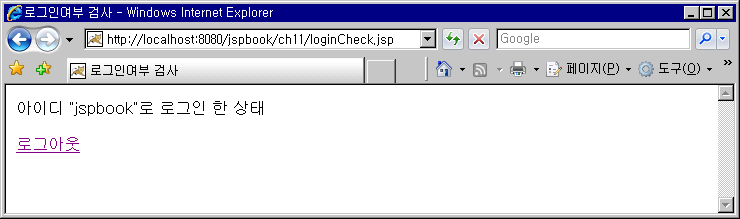 로그인여부 검사 - Windows Internet Explorer
http://localhost:8080/jspbook/ch11/loginCheck.jsp
Google
로그인여부 검사
페이지(P)
도구(O)
»
아이디 "jspbook"로 로그인 한 상태
로그아웃